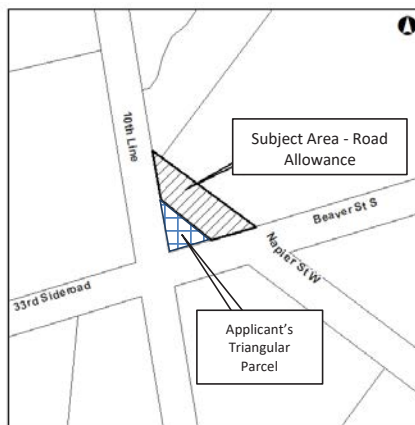 10th Line
Subject Area - Road
Allowance
Beaver St S
Napier St W
33rd Sideroad
Applicant's
Triangular
Parcel